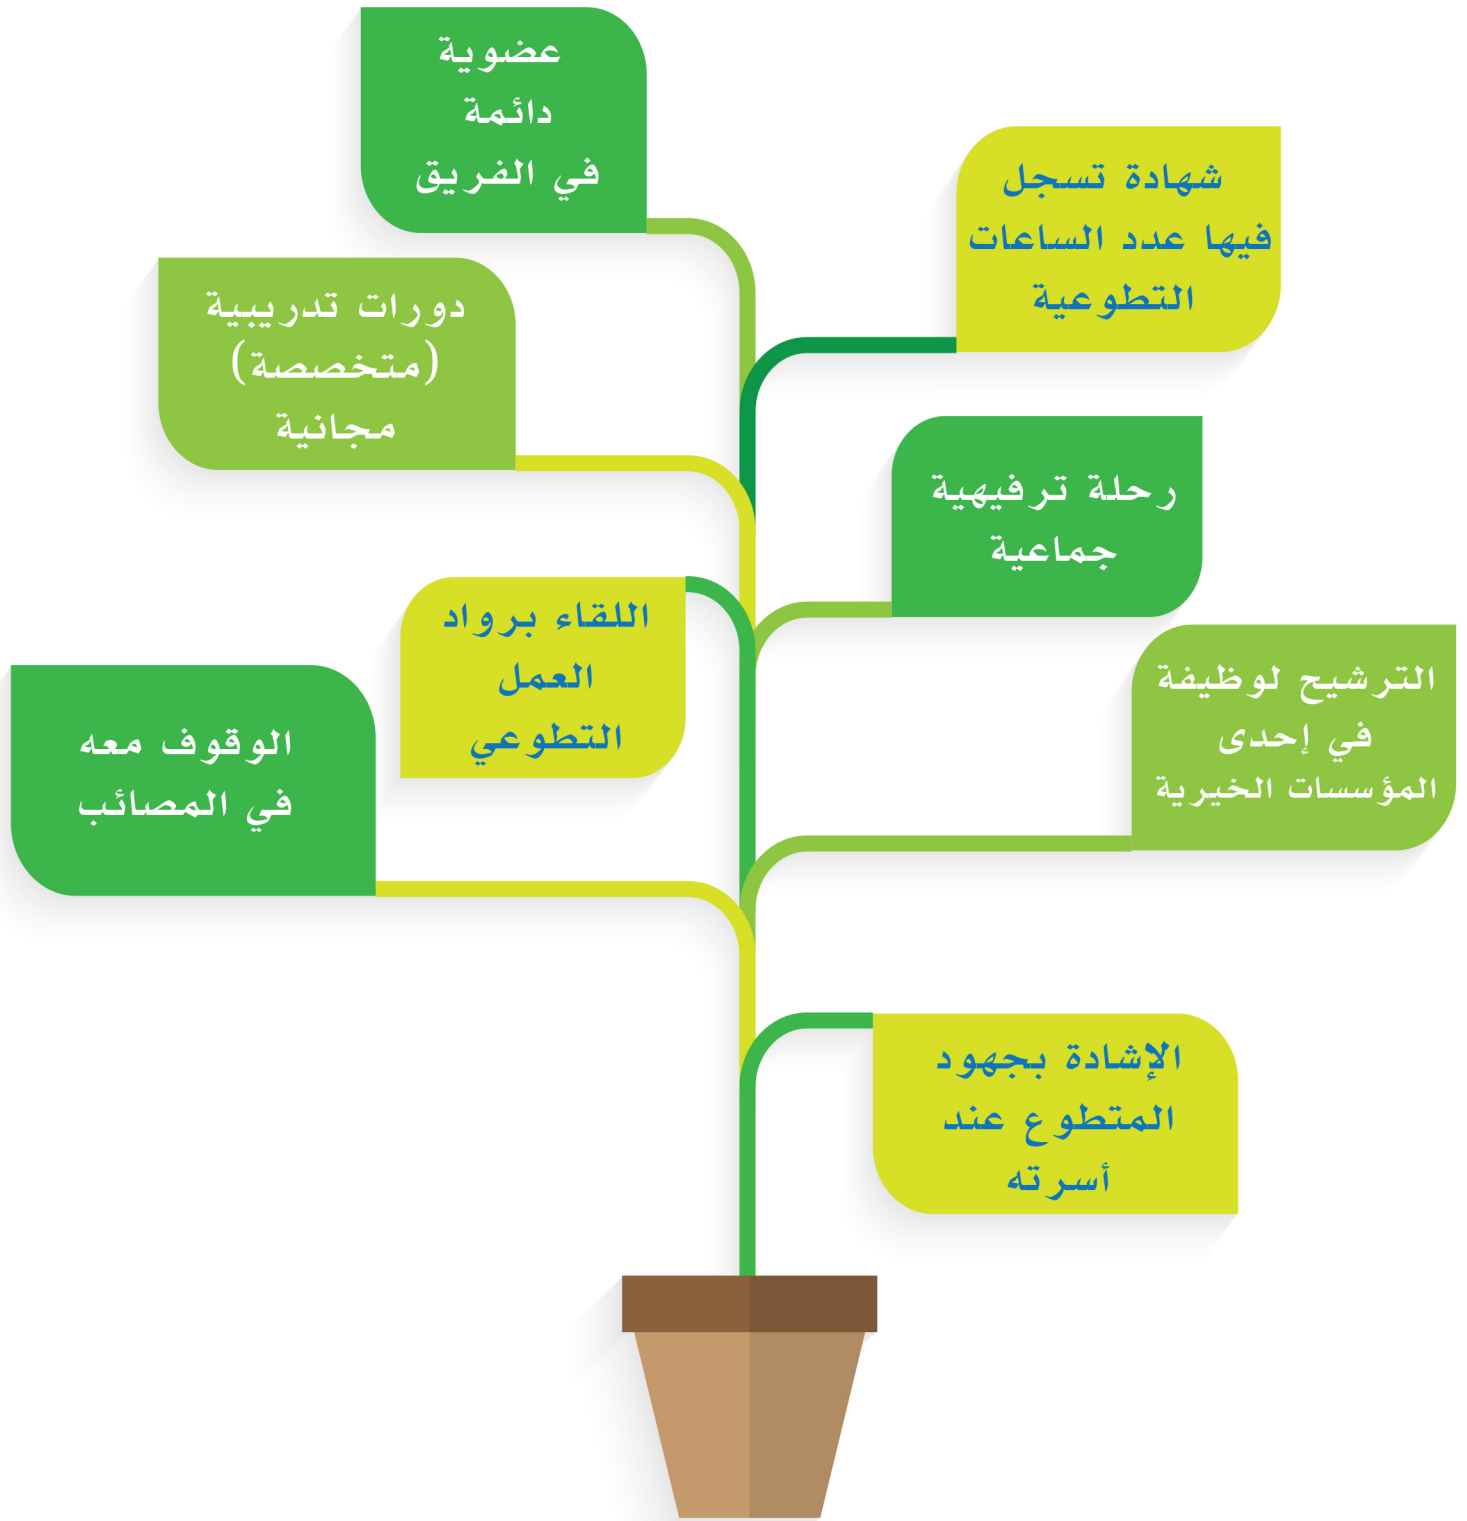 عضوية
دائمة
في الفريق
شهادة تسجل
فيها عدد الساعات
التطوعية
دورات تدريبية
(متخصصة)
مجانية
رحلة ترفيهية
جماعية
اللقاء برواد
العمل
التطوعي
الترشيح لوظيفة
في إحدى
المؤسسات الخيرية
الوقوف معه
في المصائب
الإشادة بجهود
المتطوع عند
أسرته